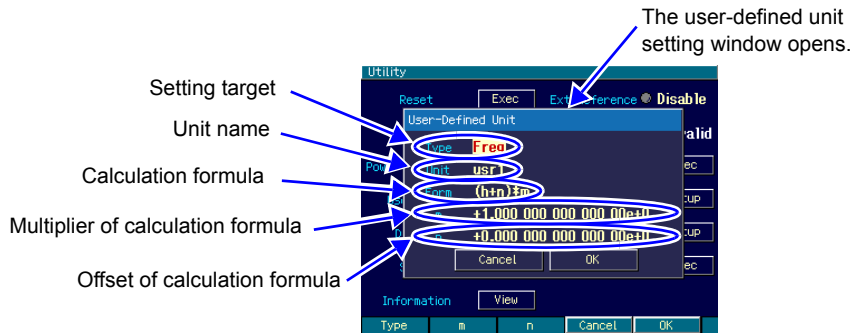 The user-defined unit
setting window opens.
Utility
Setting target
Reset Exec Ext Reference Disable
User-Defined Unit
Unit name
Type Freq
Unit usr1
ec
Calculation formula
Form (h+n)*m
Multiplier of calculation formula
m +1.000 000 000 000 00e+0
n +0.000 000 000 000 00e+0
Cancel OK
ec
Offset of calculation formula
Information View
Type m n Cancel OK